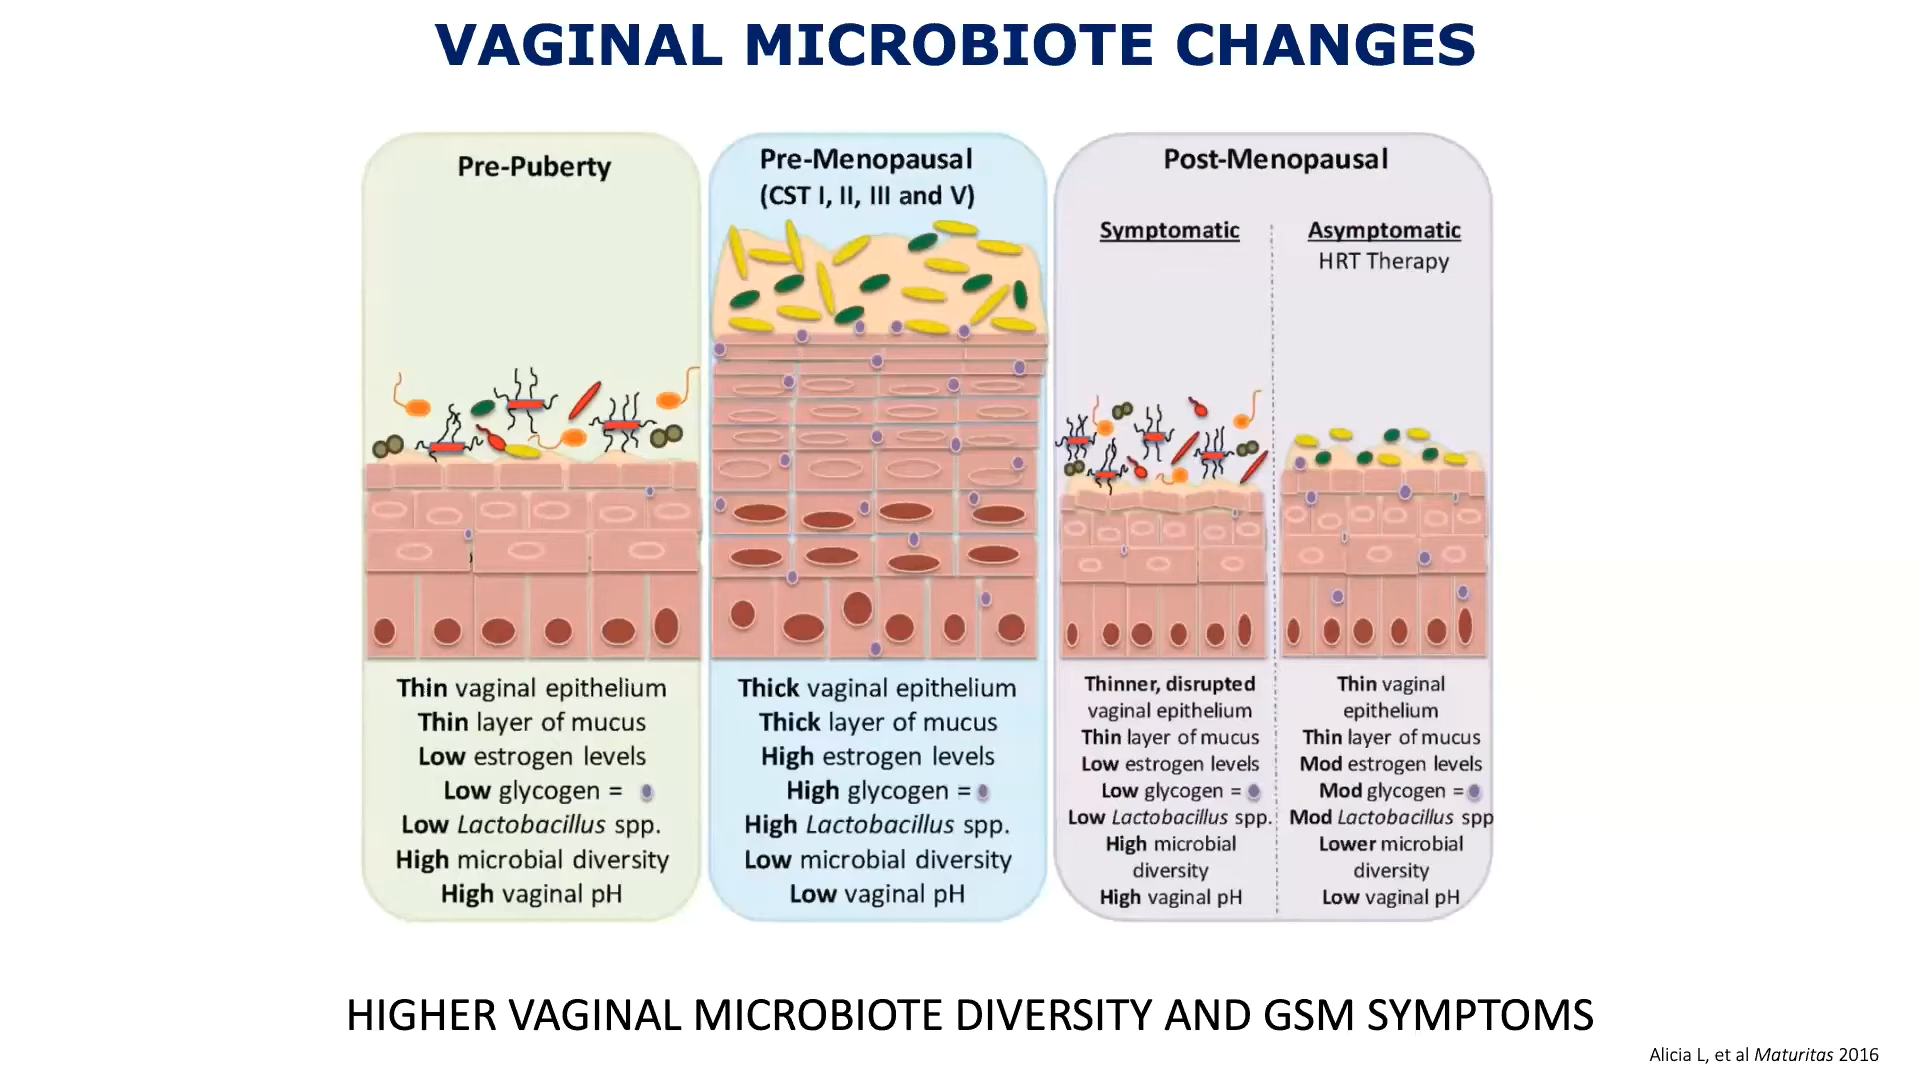 VAGINAL MICROBIOTE CHANGES
Pre-Puberty
Thin vaginal epithelium
Thin layer of mucus
Low estrogen levels
Low glycogen =
Low Lactobacillus spp.
High microbial diversity
High vaginal pH
Pre-Menopausal
(CST I, II, III and V)
Thick vaginal epithelium
Thick layer of mucus
High estrogen levels
High glycogen =
High Lactobacillus spp.
Low microbial diversity
Low vaginal pH
Post-Menopausal
Symptomatic
Thinner, disrupted
vaginal epithelium
Thin layer of mucus
Low estrogen levels
Low glycogen =
Low Lactobacillus spp.
High microbial
diversity
High vaginal pH
Asymptomatic
HRT Therapy
Thin vaginal
epithelium
Thin layer of mucus
Mod estrogen levels
Mod glycogen =
Mod Lactobacillus spp
Lower microbial
diversity
Low vaginal pH
HIGHER VAGINAL MICROBIOTE DIVERSITY AND GSM SYMPTOMS
Alicia L, et al Maturitas 2016